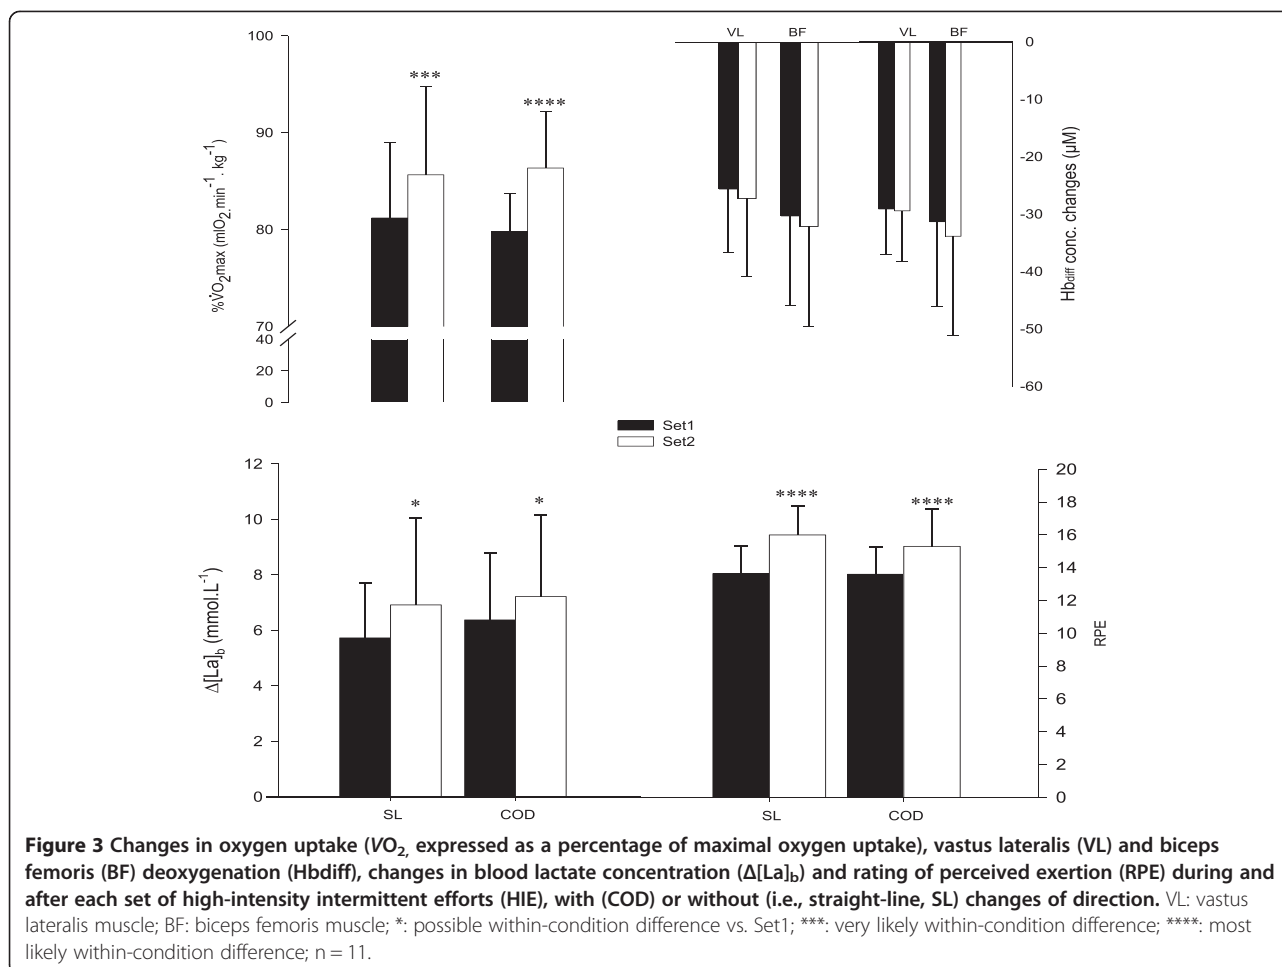 100
90
80
70
40
20
0
%V̇O2max (mlO2.min-1. kg-1)
***
****
VL BF VL BF
0
-10
-20
-30
-40
-50
-60
Hbdiff conc. changes (µM)
Set1
Set2
12
10
8
6
4
2
0
Δ[La]b (mmol.L-1)
*
*
SL COD
****
****
20
18
16
14
12
10
8
6
4
2
0
RPE
SL COD
Figure 3 Changes in oxygen uptake (VO2, expressed as a percentage of maximal oxygen uptake), vastus lateralis (VL) and biceps
femoris (BF) deoxygenation (Hbdiff), changes in blood lactate concentration (Δ[La]b) and rating of perceived exertion (RPE) during and
after each set of high-intensity intermittent efforts (HIE), with (COD) or without (i.e., straight-line, SL) changes of direction. VL: vastus
lateralis muscle; BF: biceps femoris muscle; *: possible within-condition difference vs. Set1; ***: very likely within-condition difference; ****: most
likely within-condition difference; n = 11.